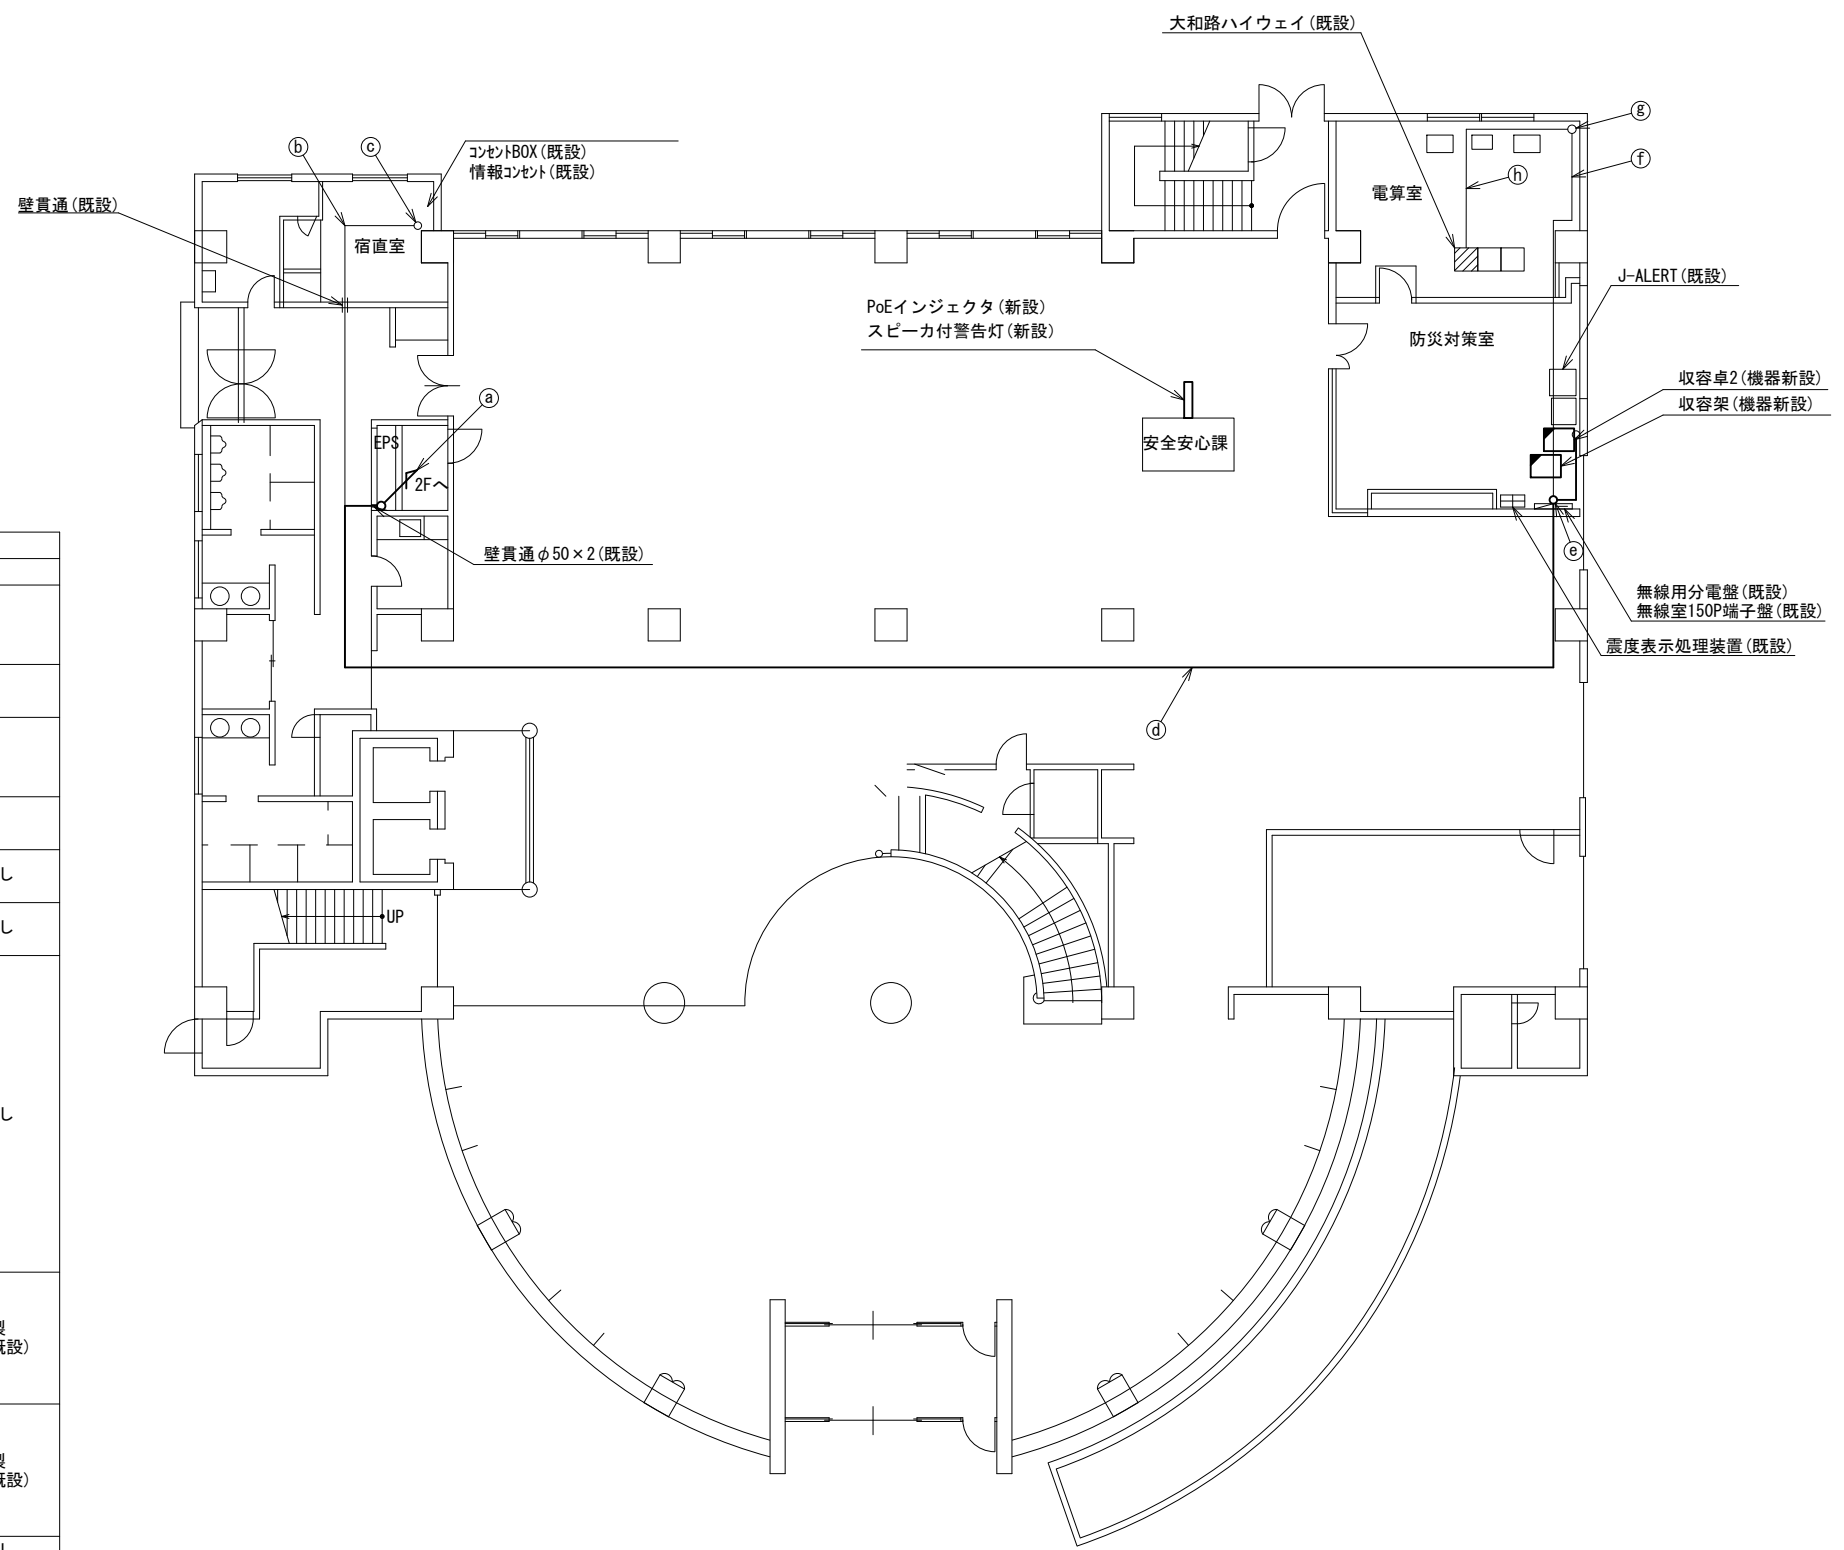 大和路ハイウェイ(既設)
ⓖ
ⓑ
ⓒ
コンセントBOX(既設)
情報コンセント(既設)
ⓕ
ⓗ
電算室
壁貫通(既設)
宿直室
J-ALERT(既設)
PoEインジェクタ(新設)
スピーカ付警告灯(新設)
防災対策室
収容卓2(機器新設)
収容架(機器新設)
ⓐ
EPS
2Fへ
安全安心課
壁貫通φ50×2(既設)
ⓔ
無線用分電盤(既設)
無線室150P端子盤(既設)
震度表示処理装置(既設)
ⓓ
し
UP
し
し
製
既設)
製
既設)